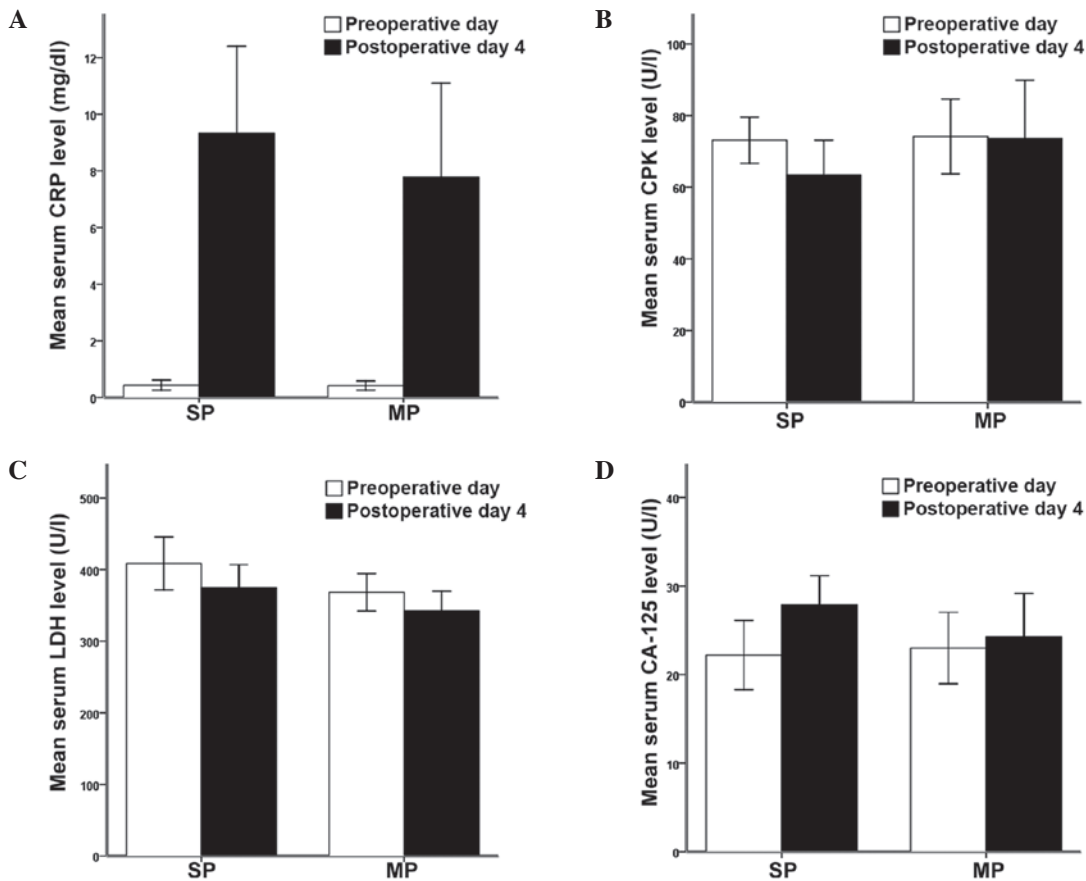 A
Mean serum CRP level (mg/dl)
Preoperative day
Postoperative day 4
12
10
8
6
4
2
0
SP
MP
B
Mean serum CPK level (U/l)
Preoperative day
Postoperative day 4
100
80
60
40
20
0
SP
MP
C
Mean serum LDH level (U/l)
Preoperative day
Postoperative day 4
500
400
300
200
100
0
SP
MP
D
Mean serum CA-125 level (U/l)
Preoperative day
Postoperative day 4
40
30
20
10
0
SP
MP